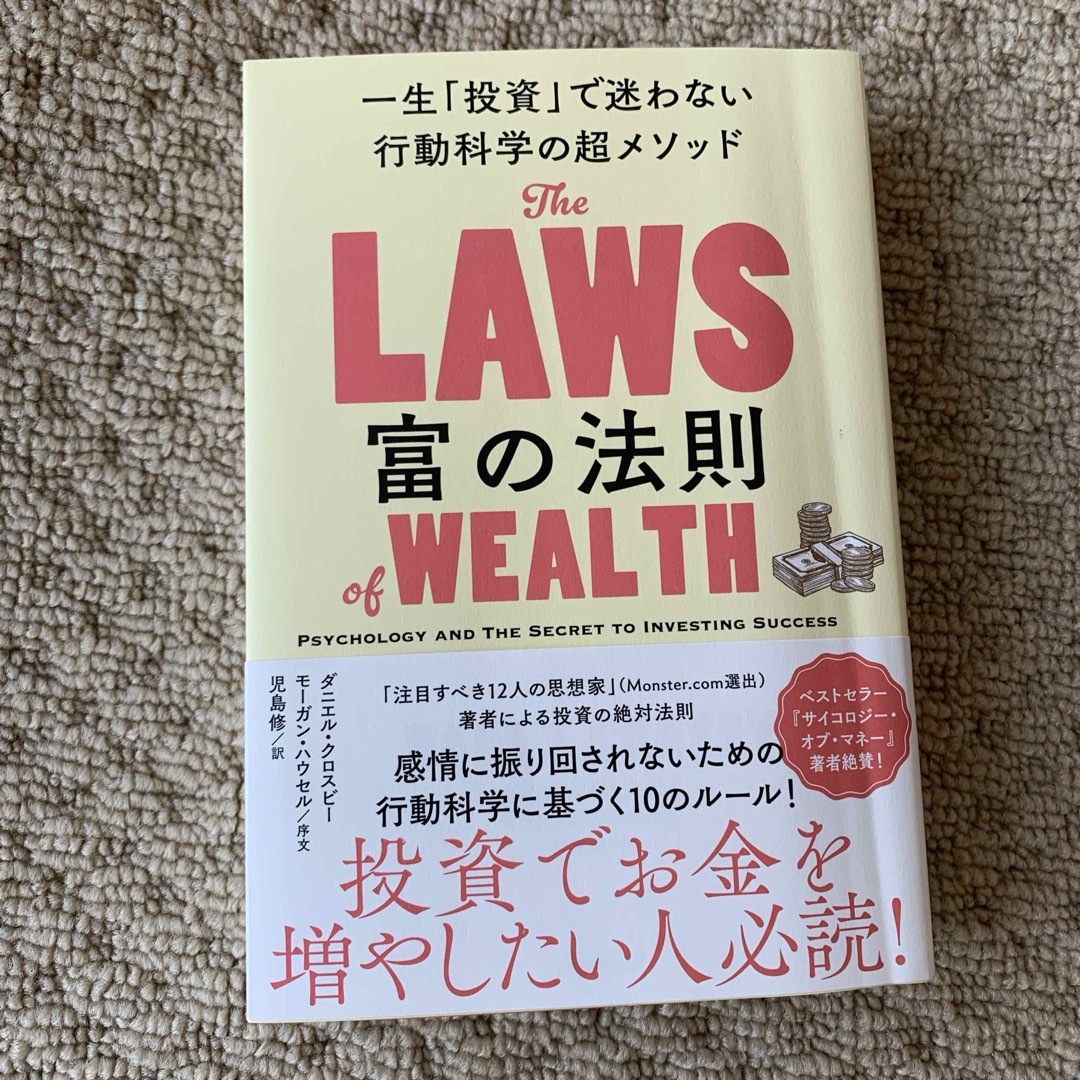 一生「投資」で迷わない
行動科学の超メソッド
The
LAWS
富の法則
of WEALTH
PSYCHOLOGY AND THE SECRET TO INVESTING SUCCESS
ダニエル・クロスビー
モーガン・ハウセル／序文
児島修／訳
「注目すべき12人の思想家」(Monster.com選出)
著者による投資の絶対法則
感情に振り回されないための
行動科学に基づく10のルール!
ベストセラー
『サイコロジー・
オブ・マネー』
著者絶賛!
投資でお金を
増やしたい人必読!